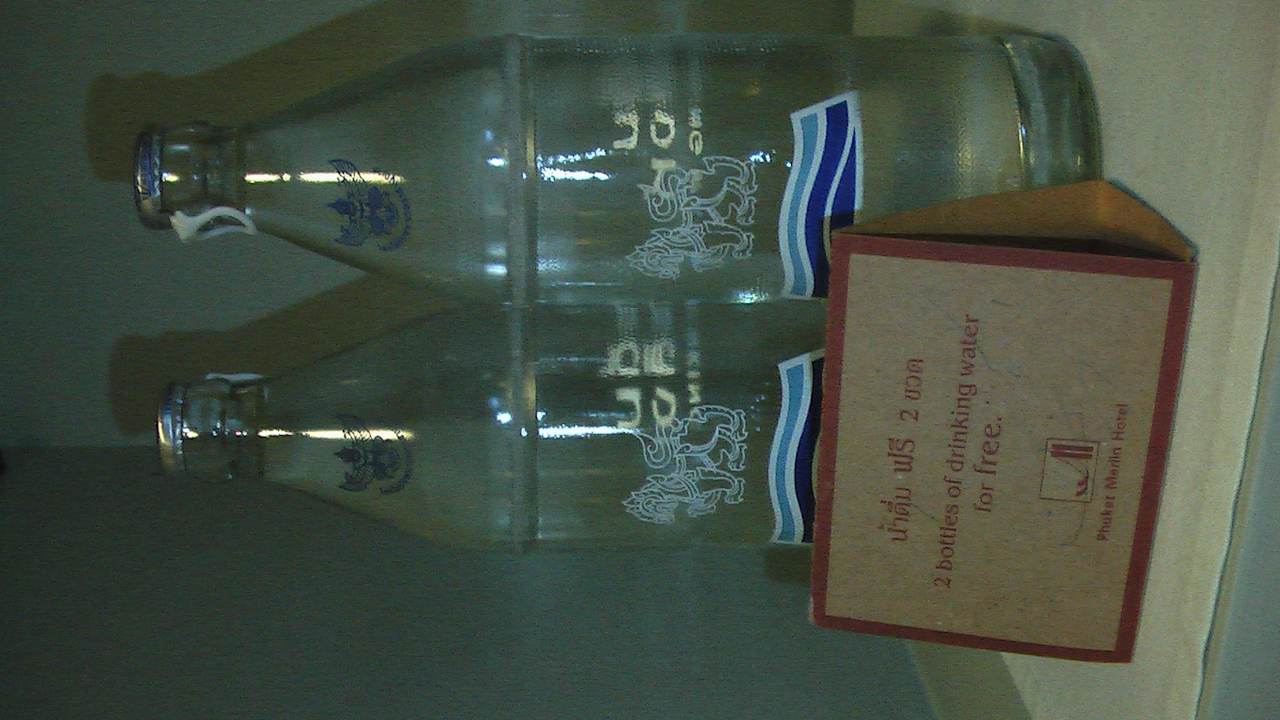 น้ำดื่ม ฟรี 2 ขวด
2 bottles of drinking water
for free.
Phuket Merlin Hotel